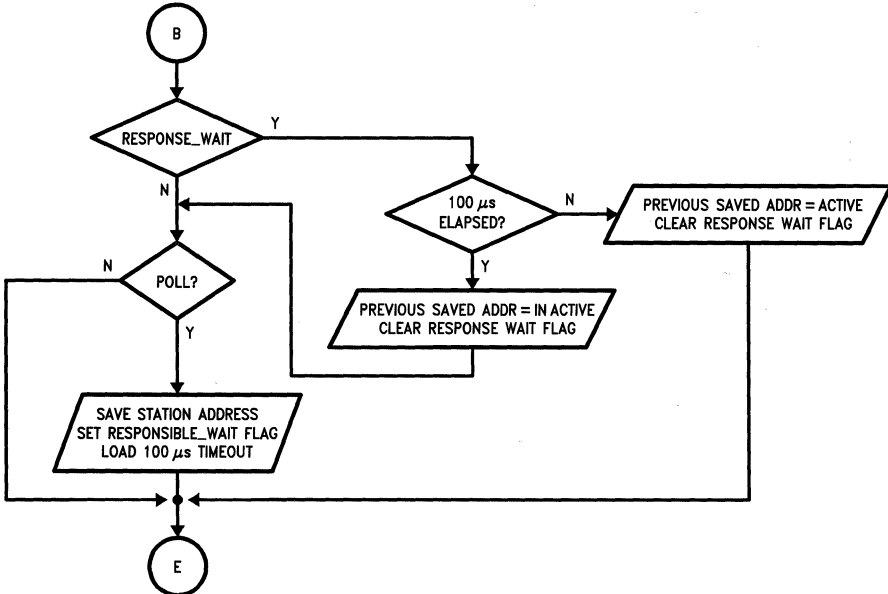 B
RESPONSE_WAIT
Y
N
100 μs
ELAPSED?
N
PREVIOUS SAVED ADDR = ACTIVE
CLEAR RESPONSE WAIT FLAG
Y
PREVIOUS SAVED ADDR = IN ACTIVE
CLEAR RESPONSE WAIT FLAG
N
POLL?
Y
SAVE STATION ADDRESS
SET RESPONSIBLE_WAIT FLAG
LOAD 100 μs TIMEOUT
E